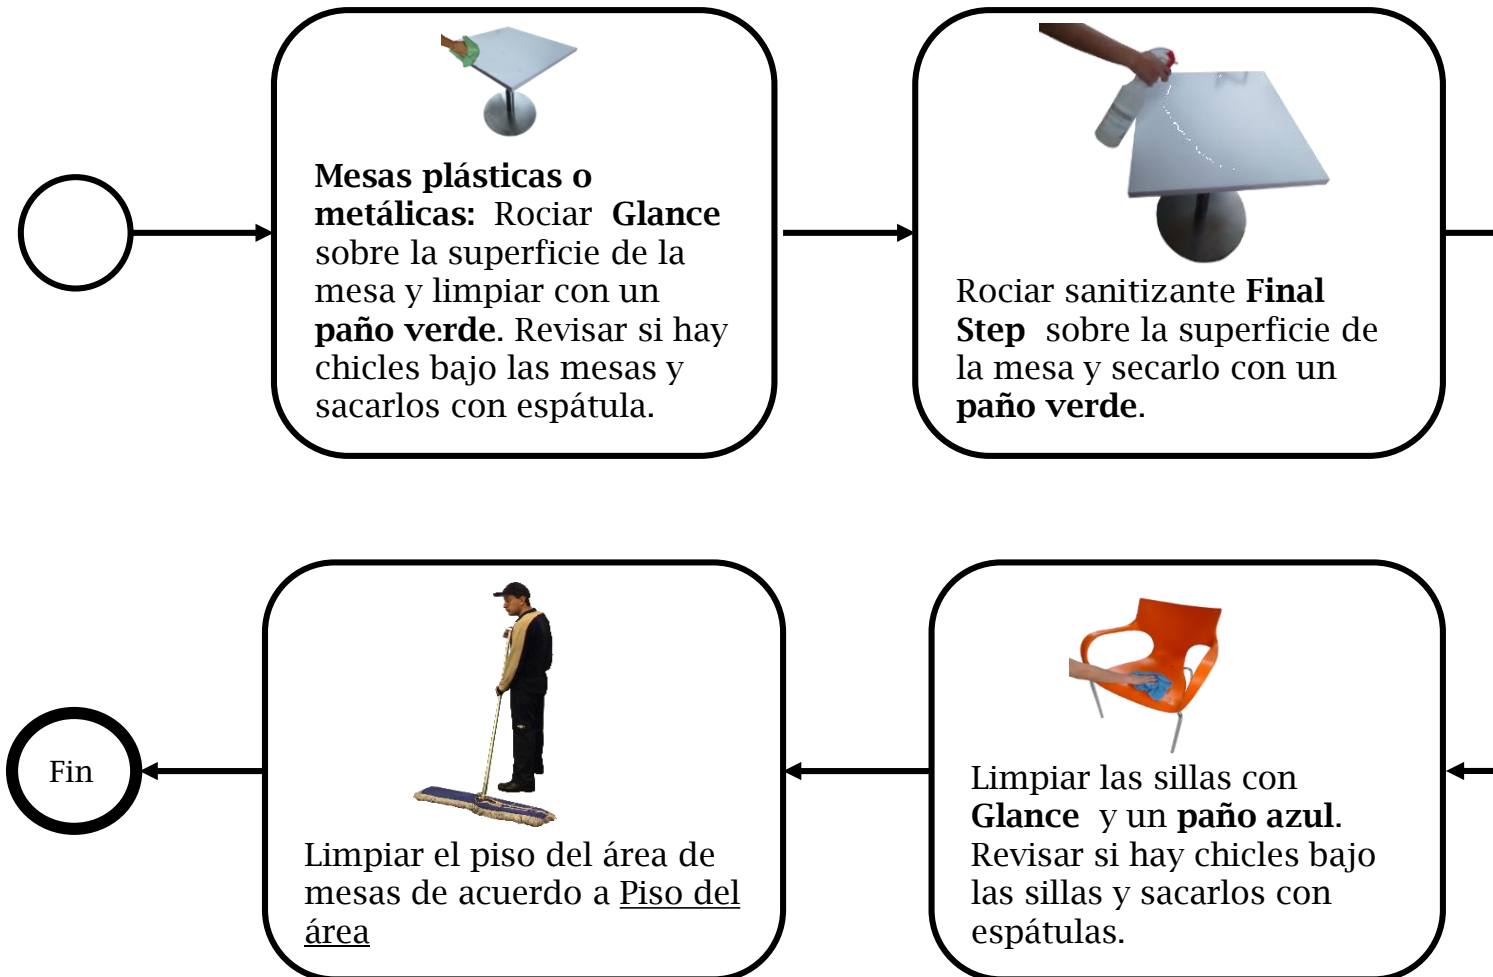 Mesas plásticas o
metálicas: Rociar Glance
sobre la superficie de la
mesa y limpiar con un
paño verde. Revisar si hay
chicles bajo las mesas y
sacarlos con espátula.
Rociar sanitizante Final
Step sobre la superficie de
la mesa y secarlo con un
paño verde.
Limpiar las sillas con
Glance y un paño azul.
Revisar si hay chicles bajo
las sillas y sacarlos con
espátulas.
Limpiar el piso del área de
mesas de acuerdo a Piso del
área
Fin